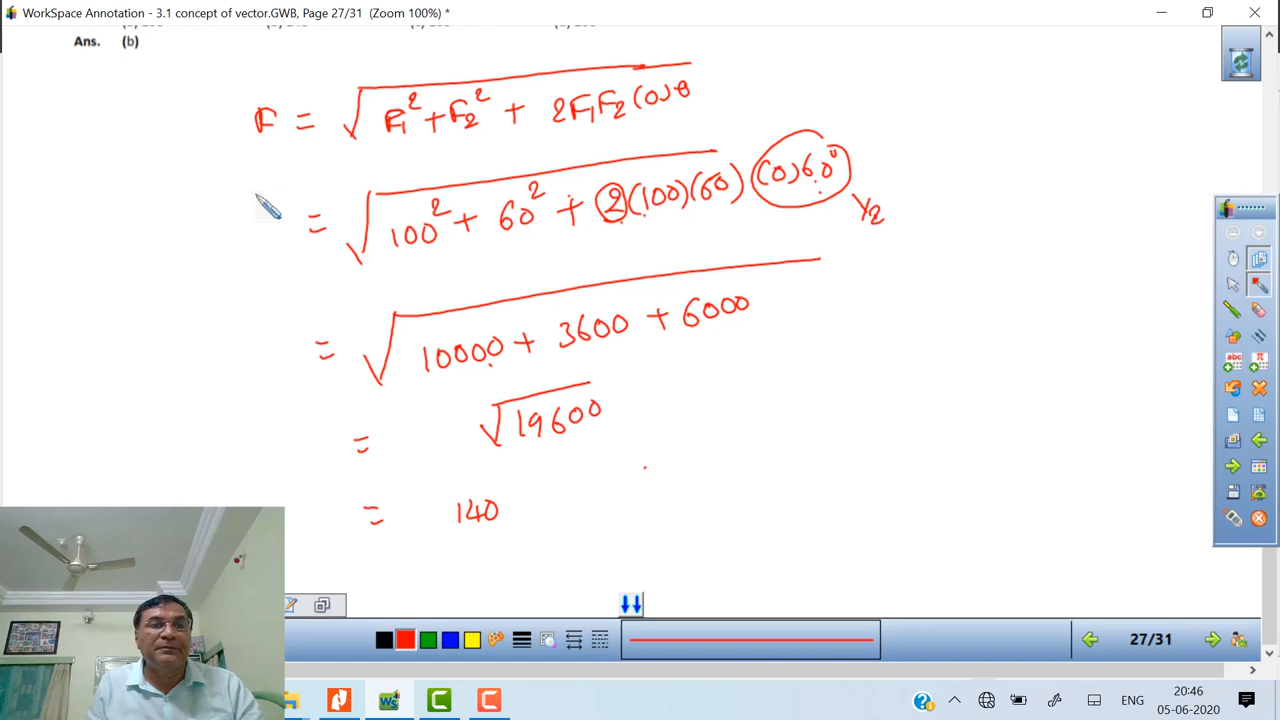 WorkSpace Annotation - 3.1 concept of vector.GWB, Page 27/31 (Zoom 100%) *
Ans. (b)
F = √F₁² + F₂² + 2F₁F₂ cosθ
= √100² + 60² + 2(100)(60) cos60° 1/2
= √10000 + 3600 + 6000
= √19600
= 140
abc π
27/31
Ws C C
ENG
20:46
05-06-2020